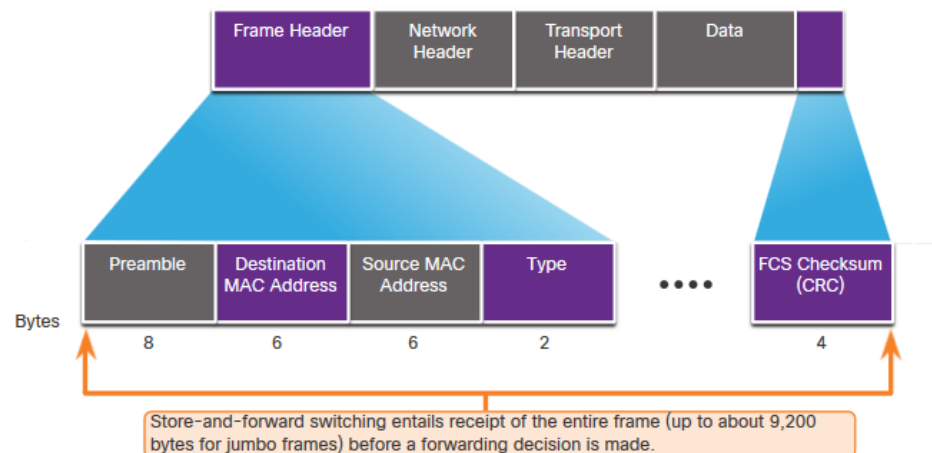 Frame Header Network Transport Data
Header Header
Preamble Destination Source MAC Type FCS Checksum
MAC Address Address (CRC)
Bytes
8 6 6 2 4
Store-and-forward switching entails receipt of the entire frame (up to about 9,200
bytes for jumbo frames) before a forwarding decision is made.